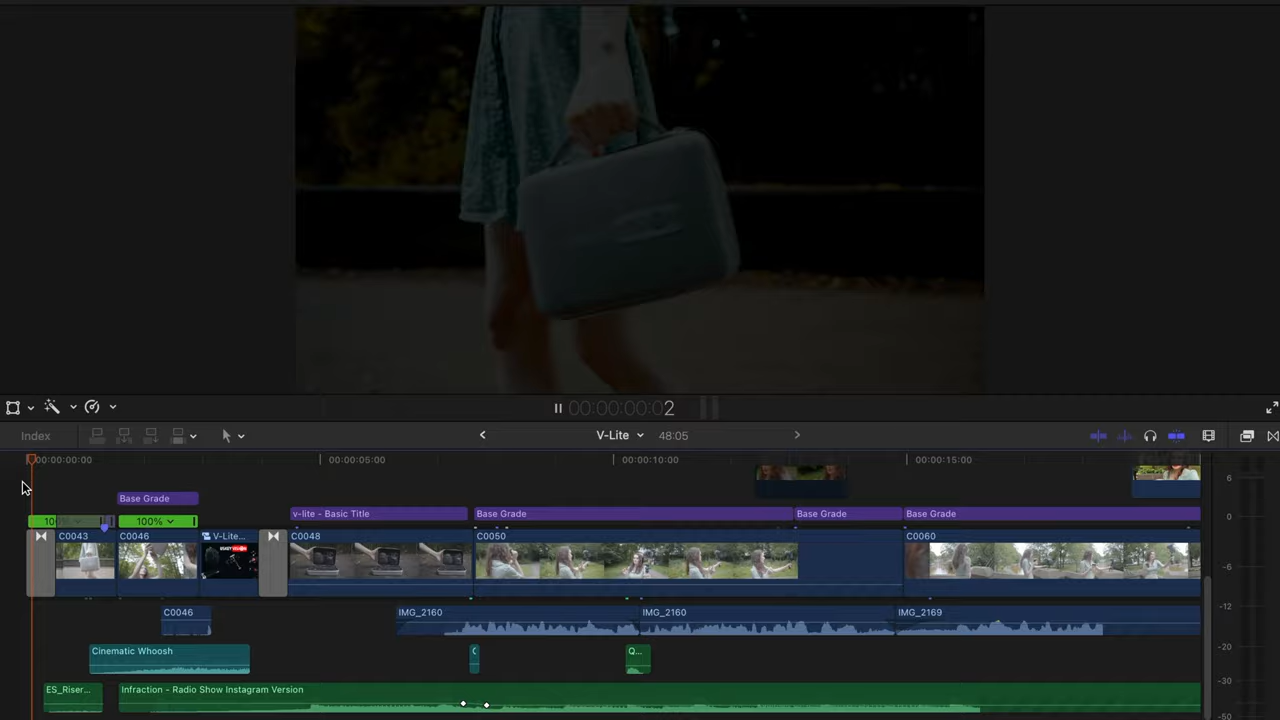 00:00:00:02
Index
V-Lite
48:05
00:00:00:00
00:00:05:00
00:00:10:00
00:00:15:00
6
Base Grade
v-lite - Basic Title
Base Grade
Base Grade
Base Grade
0
100%
C0043
C0046
V-Lite...
C0048
C0050
C0060
-6
C0046
IMG_2160
IMG_2160
IMG_2169
-12
Cinematic Whoosh
Q...
-20
-30
ES_Riser...
Infraction - Radio Show Instagram Version
-50